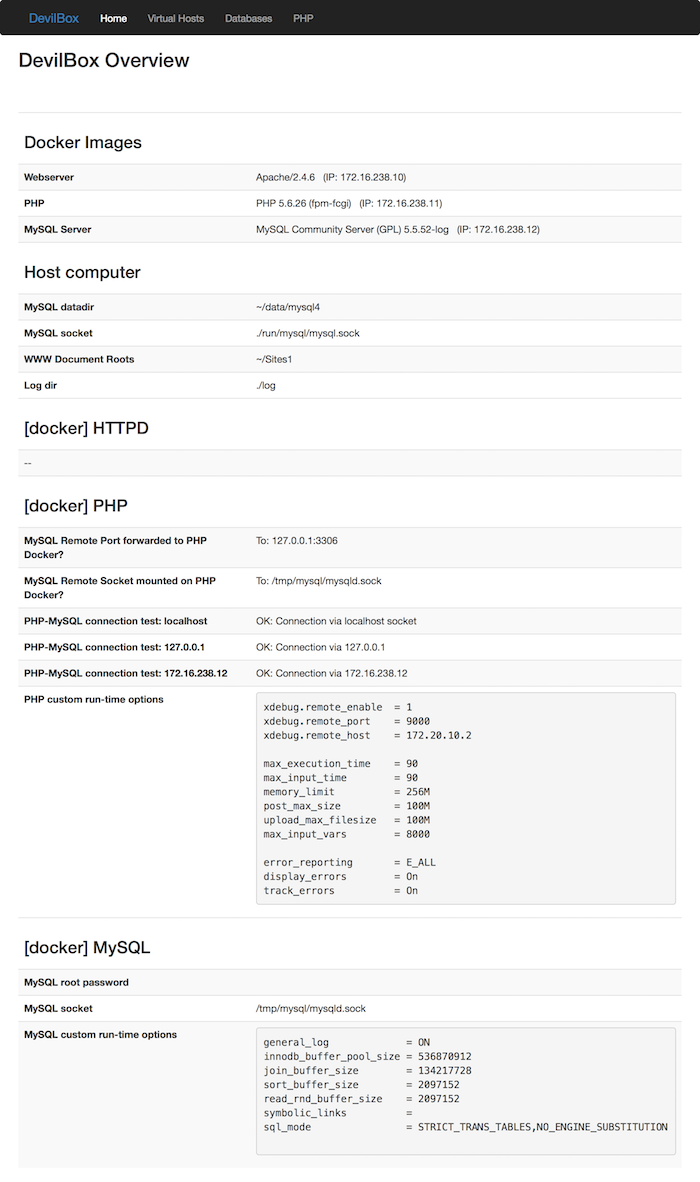 DevilBox Home Virtual Hosts Databases PHP
DevilBox Overview
Docker Images
Webserver Apache/2.4.6 (IP: 172.16.238.10)
PHP PHP 5.6.26 (fpm-fcgi) (IP: 172.16.238.11)
MySQL Server MySQL Community Server (GPL) 5.5.52-log (IP: 172.16.238.12)
Host computer
MySQL datadir ~/data/mysql4
MySQL socket ./run/mysql/mysql.sock
WWW Document Roots ~/Sites1
Log dir ./log
[docker] HTTPD
--
[docker] PHP
MySQL Remote Port forwarded to PHP To: 127.0.0.1:3306
Docker?
MySQL Remote Socket mounted on PHP To: /tmp/mysql/mysqld.sock
Docker?
PHP-MySQL connection test: localhost OK: Connection via localhost socket
PHP-MySQL connection test: 127.0.0.1 OK: Connection via 127.0.0.1
PHP-MySQL connection test: 172.16.238.12 OK: Connection via 172.16.238.12
PHP custom run-time options
xdebug.remote_enable = 1
xdebug.remote_port = 9000
xdebug.remote_host = 172.20.10.2
max_execution_time = 90
max_input_time = 90
memory_limit = 256M
post_max_size = 100M
upload_max_filesize = 100M
max_input_vars = 8000
error_reporting = E_ALL
display_errors = On
track_errors = On
[docker] MySQL
MySQL root password
MySQL socket /tmp/mysql/mysqld.sock
MySQL custom run-time options
general_log = ON
innodb_buffer_pool_size = 536870912
join_buffer_size = 134217728
sort_buffer_size = 2097152
read_rnd_buffer_size = 2097152
symbolic_links =
sql_mode = STRICT_TRANS_TABLES,NO_ENGINE_SUBSTITUTION